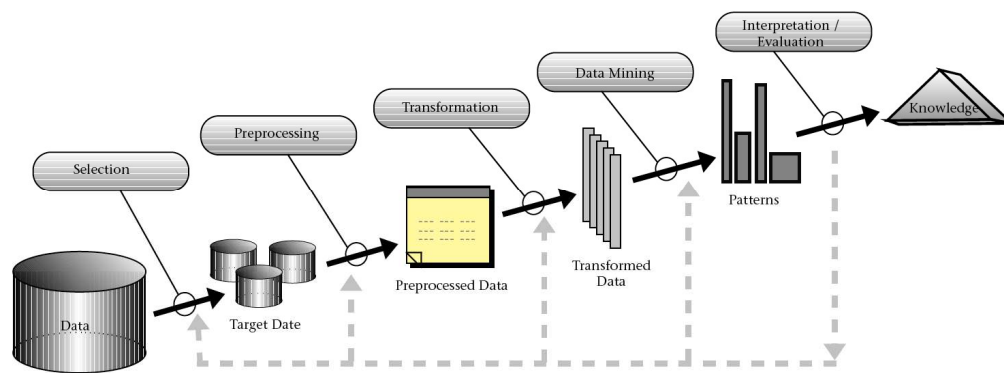 Interpretation /
Evaluation
Data Mining
Transformation
Preprocessing
Selection
Knowledge
Patterns
Transformed
Data
Preprocessed Data
Target Date
Data